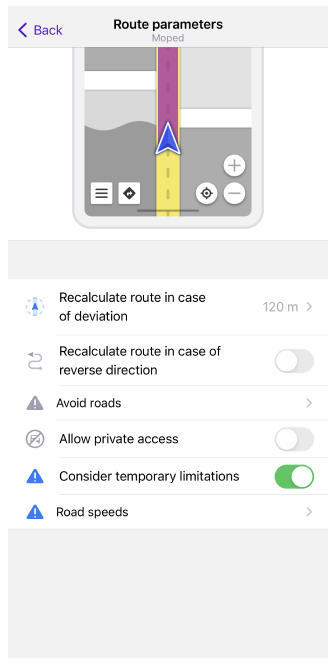 Back
Route parameters
Moped
Recalculate route in case
of deviation
120 m
Recalculate route in case of
reverse direction
Avoid roads
Allow private access
Consider temporary limitations
Road speeds